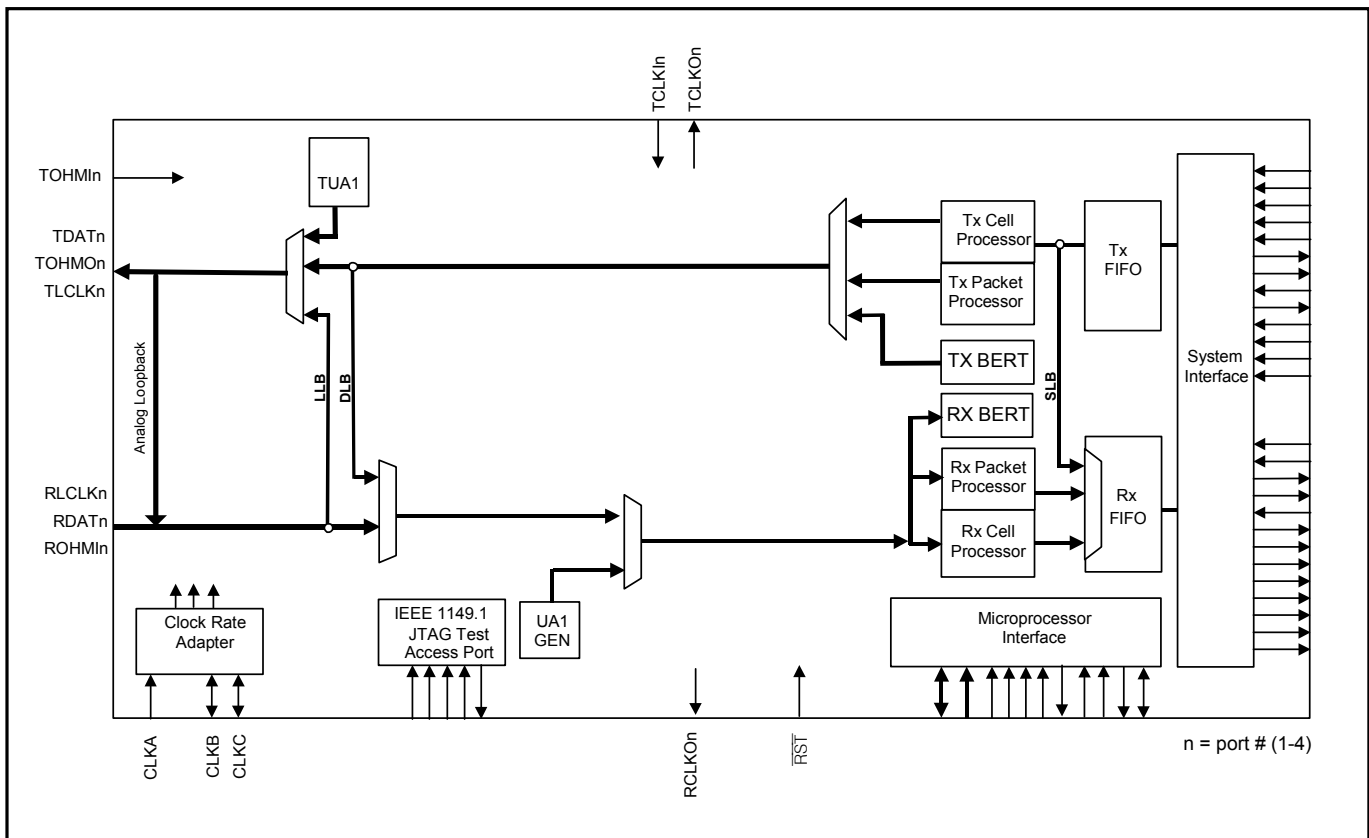 TCLKIn
TCLKOn
TOHMIn
TUA1
TDATn
TOHMOn
TLCLKn
Tx Cell
Processor
Tx
FIFO
Tx Packet
Processor
TX BERT
System
Interface
Analog Loopback
LLB
DLB
SLB
RX BERT
RLCLKn
RDATn
ROHMIn
Rx Packet
Processor
Rx
FIFO
Rx Cell
Processor
Clock Rate
Adapter
IEEE 1149.1
JTAG Test
Access Port
UA1
GEN
Microprocessor
Interface
CLKA
CLKB
CLKC
RCLKOn
RST
n = port # (1-4)